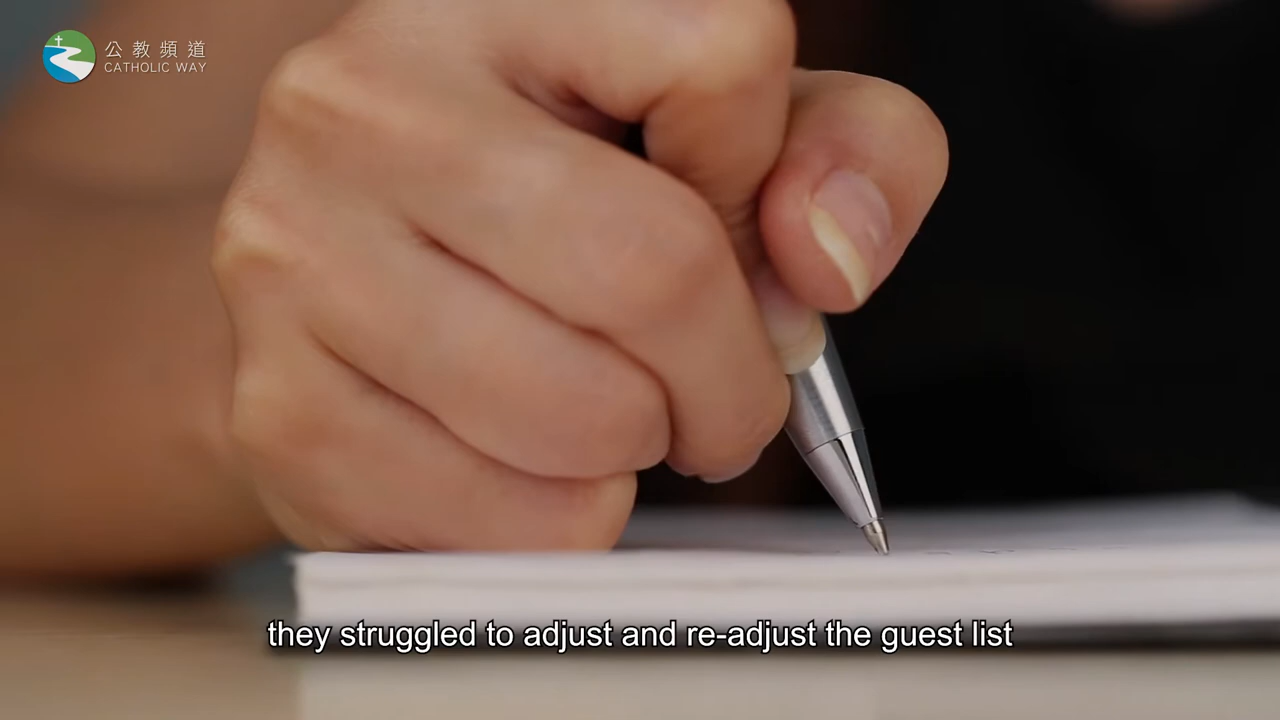 公教頻道
CATHOLIC WAY
they struggled to adjust and re-adjust the guest list